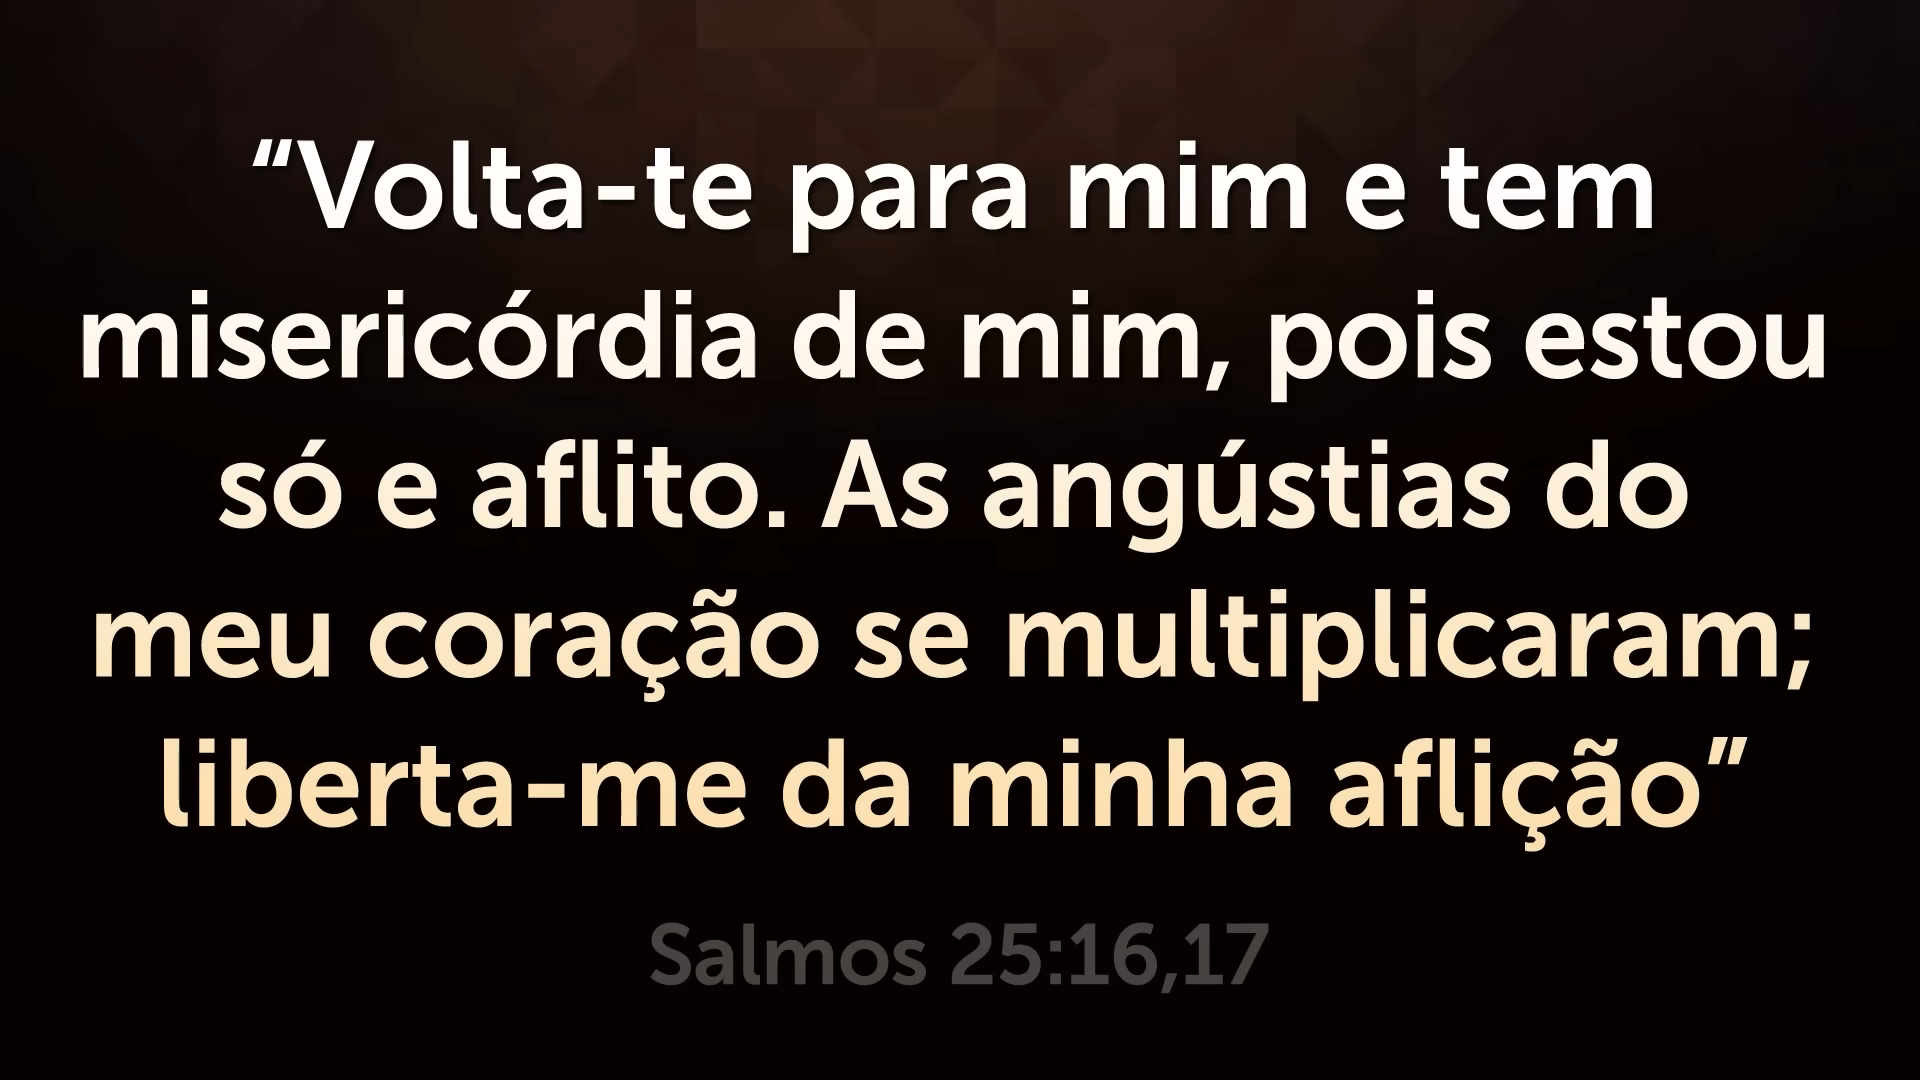 “Volta-te para mim e tem
misericórdia de mim, pois estou
só e aflito. As angústias do
meu coração se multiplicaram;
liberta-me da minha aflição”
Salmos 25:16,17